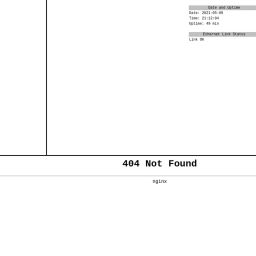 Date and Uptime
Date: 2021-05-05
Time: 21:12:04
Uptime: 45 min
Ethernet Link Status
Link OK
404 Not Found
nginx